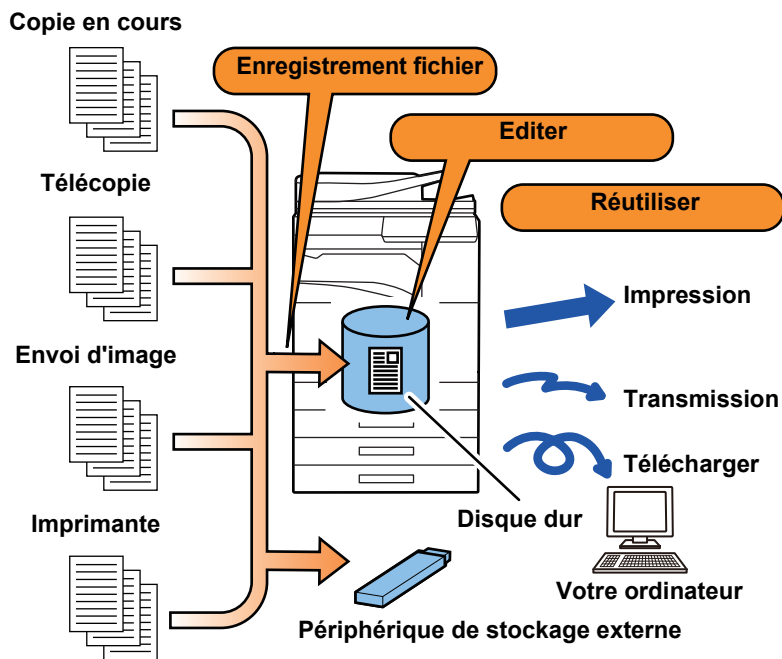 Copie en cours
Enregistrement fichier
Editer
Télécopie
Réutiliser
Impression
Envoi d'image
Transmission
Télécharger
Imprimante
Disque dur
Votre ordinateur
Périphérique de stockage externe